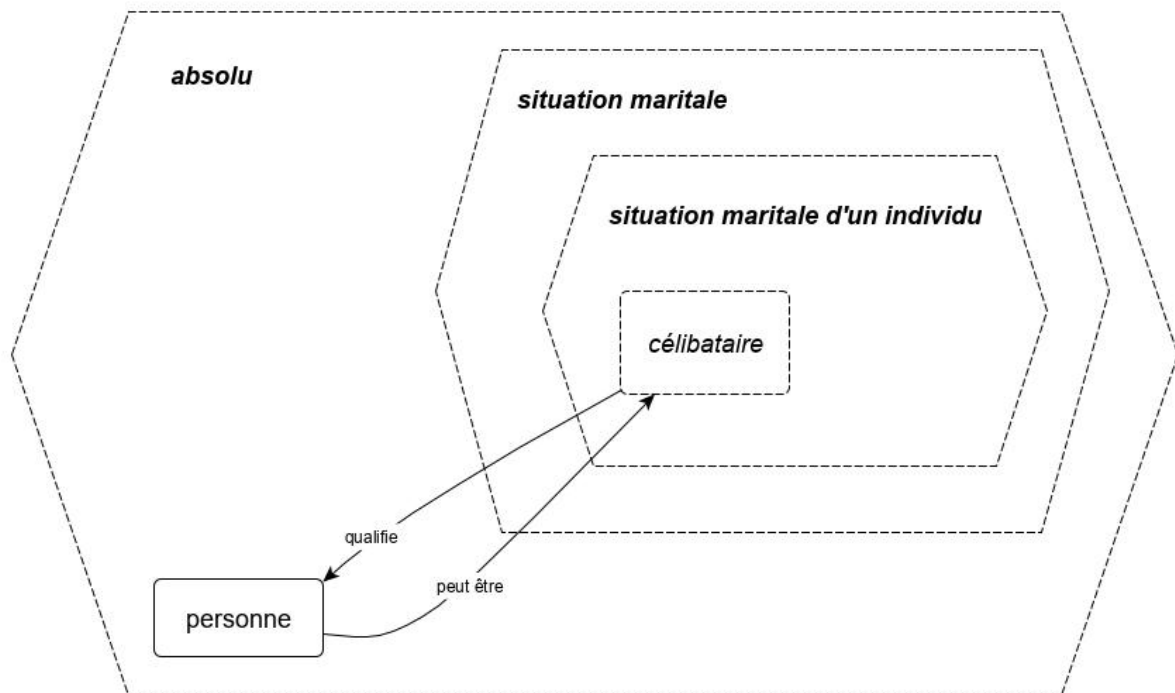 absolu
situation maritale
situation maritale d'un individu
célibataire
qualifie
peut être
personne